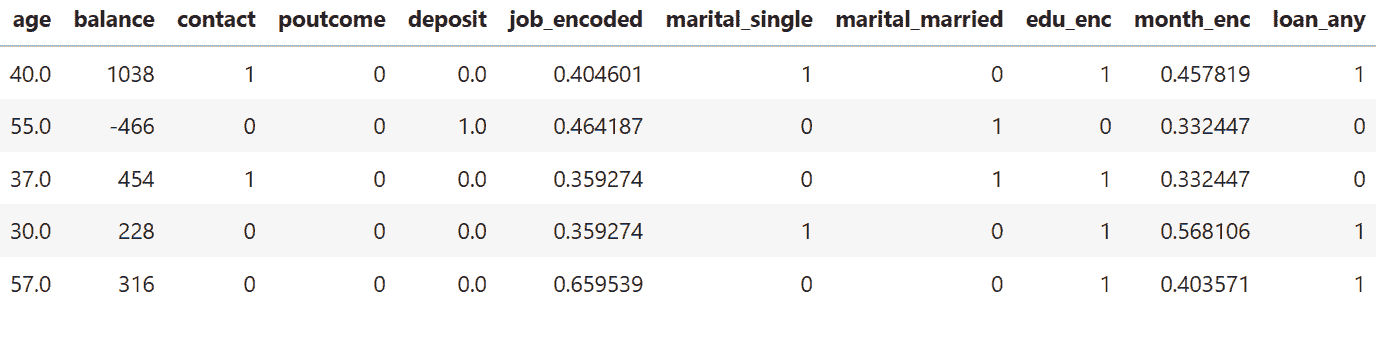 age balance contact poutcome deposit job_encoded marital_single marital_married edu_enc month_enc loan_any
40.0 1038 1 0 0.0 0.404601 1 0 1 0.457819 1
55.0 -466 0 0 1.0 0.464187 0 1 0 0.332447 0
37.0 454 1 0 0.0 0.359274 0 1 1 0.332447 0
30.0 228 0 0 0.0 0.359274 1 0 1 0.568106 1
57.0 316 0 0 0.0 0.659539 0 0 1 0.403571 1